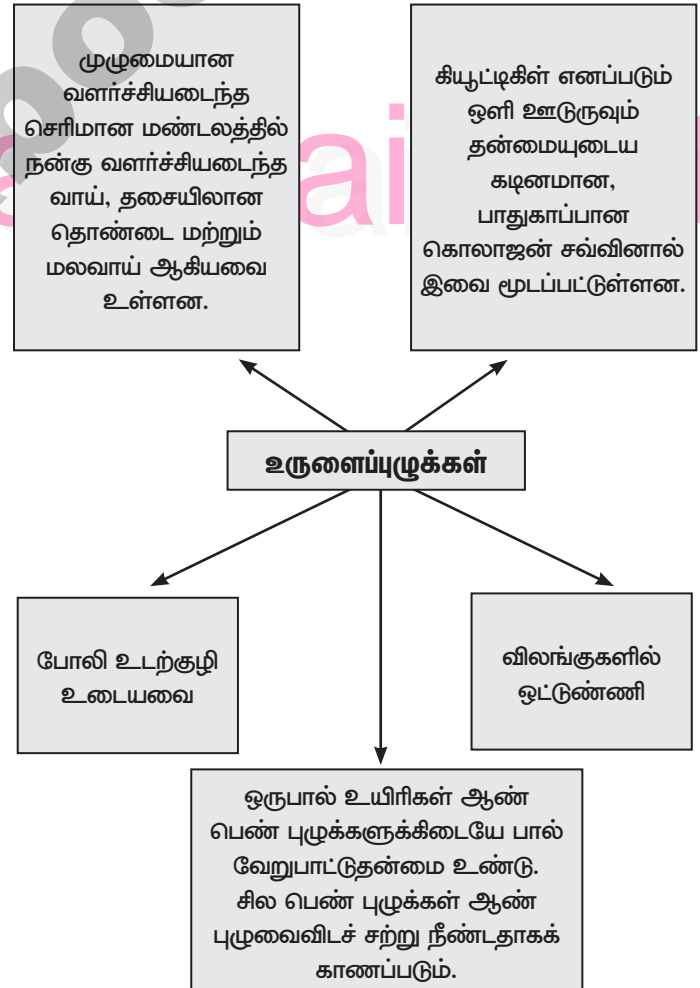 முழுமையான
வளர்ச்சியடைந்த
செரிமான மண்டலத்தில்
நன்கு வளர்ச்சியடைந்த
வாய், தசையிலான
தொண்டை மற்றும்
மலவாய் ஆகியவை
உள்ளன.
கியூட்டிகிள் எனப்படும்
ஒளி ஊடுருவும்
தன்மையுடைய
கடினமான,
பாதுகாப்பான
கொலாஜன் சவ்வினால்
இவை மூடப்பட்டுள்ளன.
உருளைப்புழுக்கள்
போலி உடற்குழி
உடையவை
விலங்குகளில்
ஒட்டுண்ணி
ஒருபால் உயிரிகள் ஆண்
பெண் புழுக்களுக்கிடையே பால்
வேறுபாட்டுதன்மை உண்டு.
சில பெண் புழுக்கள் ஆண்
புழுவைவிடச் சற்று நீண்டதாகக்
காணப்படும்.